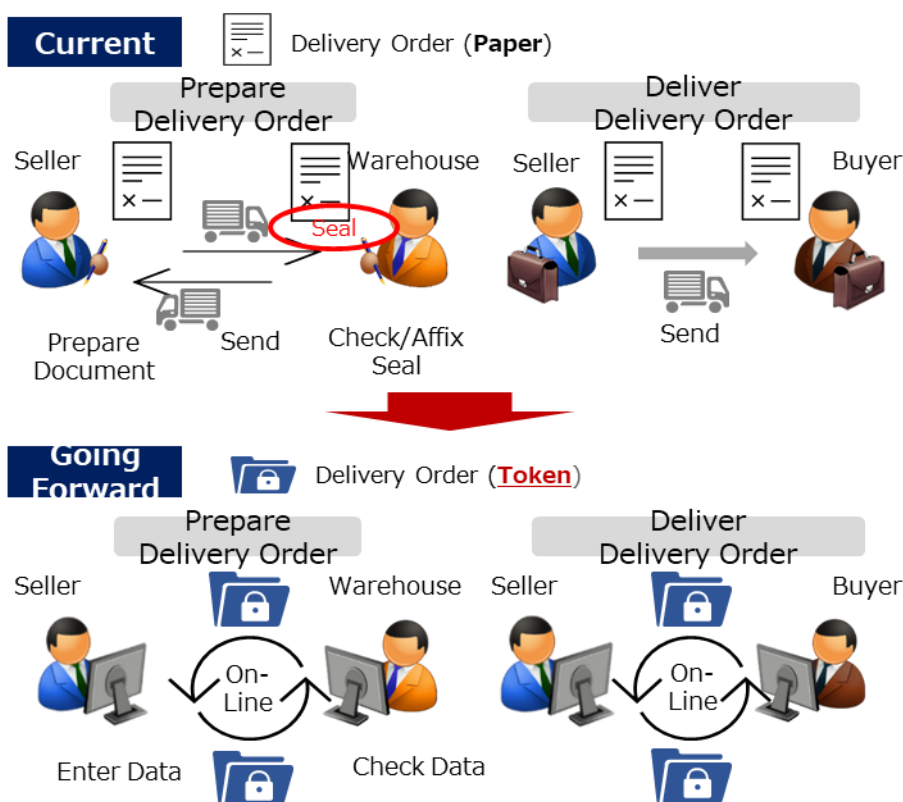 Current
Delivery Order (Paper)
Prepare
Delivery Order
Deliver
Delivery Order
Seller
Warehouse
Seller
Buyer
Seal
Prepare
Document
Send
Check/Affix
Seal
Send
Going
Forward
Delivery Order (Token)
Prepare
Delivery Order
Deliver
Delivery Order
Seller
Warehouse
Seller
Buyer
On-
Line
On-
Line
Enter Data
Check Data